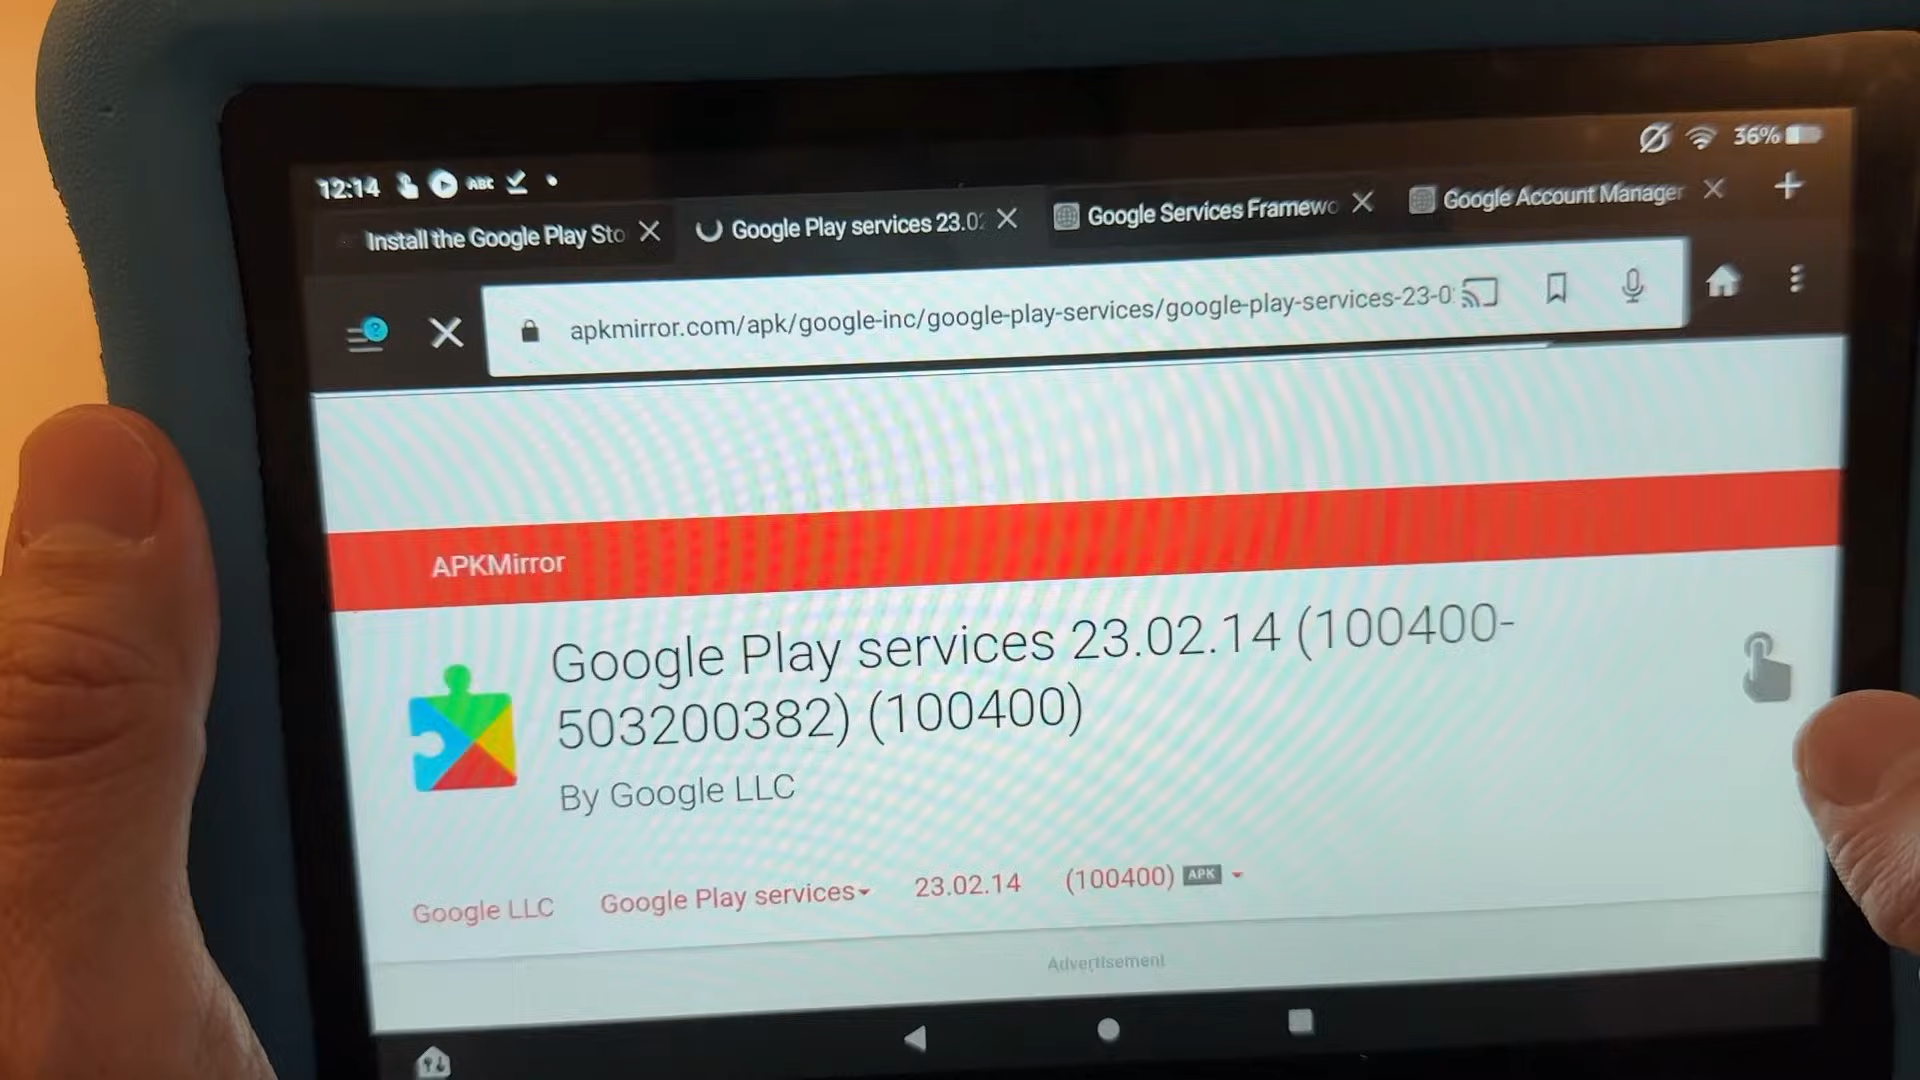 12:14 ABC 36%
Install the Google Play Sto
Google Play services 23.0
Google Services Framewo
Google Account Manager
apkmirror.com/apk/google-inc/google-play-services/google-play-services-23-0
APKMirror
Google Play services 23.02.14 (100400-
503200382) (100400)
By Google LLC
Google LLC Google Play services 23.02.14 (100400) APK
Advertisement